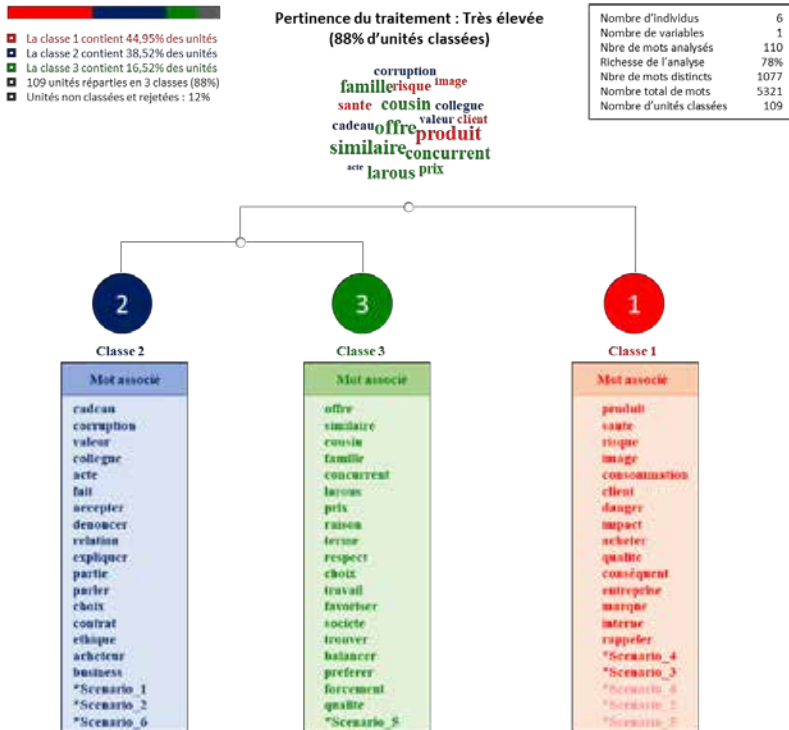 La classe 1 contient 44,95% des unités
La classe 2 contient 38,52% des unités
La classe 3 contient 16,52% des unités
109 unités réparties en 3 classes (88%)
Unités non classées et rejetées : 12%
Pertinence du traitement : Très élevée
(88% d'unités classées)
Nombre d'individus 6
Nombre de variables 1
Nbre de mots analysés 110
Richesse de l'analyse 78%
Nbre de mots distincts 1077
Nombre total de mots 5321
Nombre d'unités classées 109
corruption
famille risque image
sante cousin collegue
cadeau offre valeur client
produit
similaire concurrent
acte larous prix
2
3
1
Classe 2
Classe 3
Classe 1
Mot associé
cadeau
corruption
valeur
collegue
acte
fait
accepter
denoncer
relation
expliquer
partie
parler
choix
contrat
ethique
acheteur
business
*Scenario_1
*Scenario_2
*Scenario_6
Mot associé
offre
similaire
cousin
famille
concurrent
larous
prix
raison
terme
respect
choix
travail
favoriser
societe
trouver
balancer
preferer
forcement
qualite
*Scenario_5
Mot associé
produit
sante
risque
image
consommation
client
danger
impact
acheter
qualite
conséquent
entreprise
marque
interne
rappeler
*Scenario_4
*Scenario_3